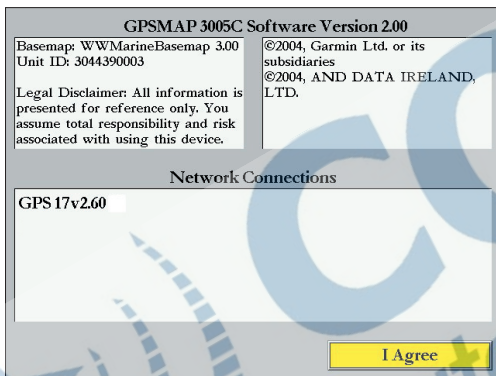 GPSMAP 3005C Software Version 2.00
Basemap: WWMarineBasemap 3.00
Unit ID: 3044390003
Legal Disclaimer: All information is
presented for reference only. You
assume total responsibility and risk
associated with using this device.
©2004, Garmin Ltd. or its
subsidiaries
©2004, AND DATA IRELAND,
LTD.
Network Connections
GPS 17v2.60
I Agree